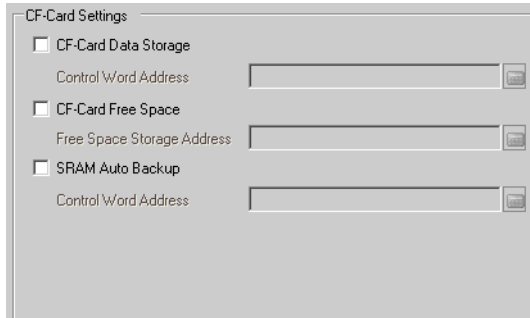 CF-Card Settings
CF-Card Data Storage
Control Word Address
CF-Card Free Space
Free Space Storage Address
SRAM Auto Backup
Control Word Address